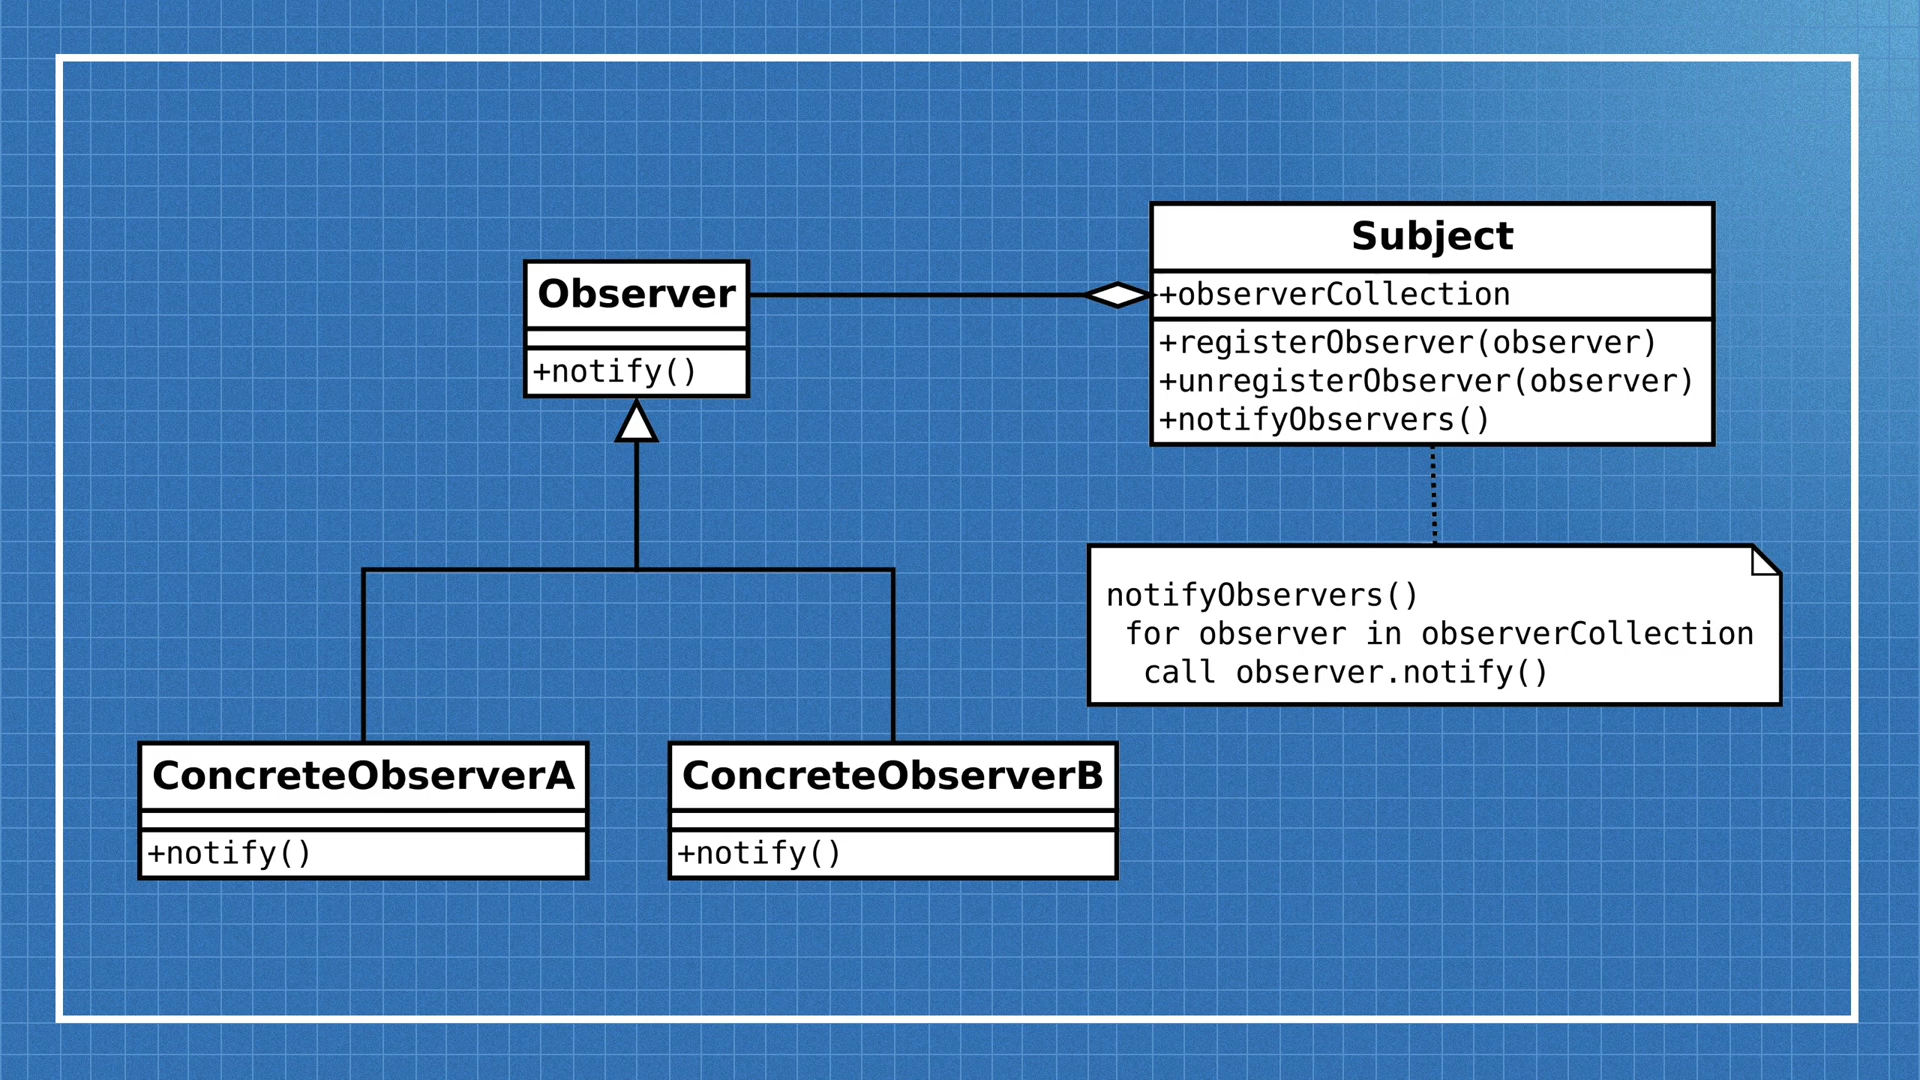 Observer
+notify()
Subject
+observerCollection
+registerObserver(observer)
+unregisterObserver(observer)
+notifyObservers()
notifyObservers()
for observer in observerCollection
call observer.notify()
ConcreteObserverA
+notify()
ConcreteObserverB
+notify()